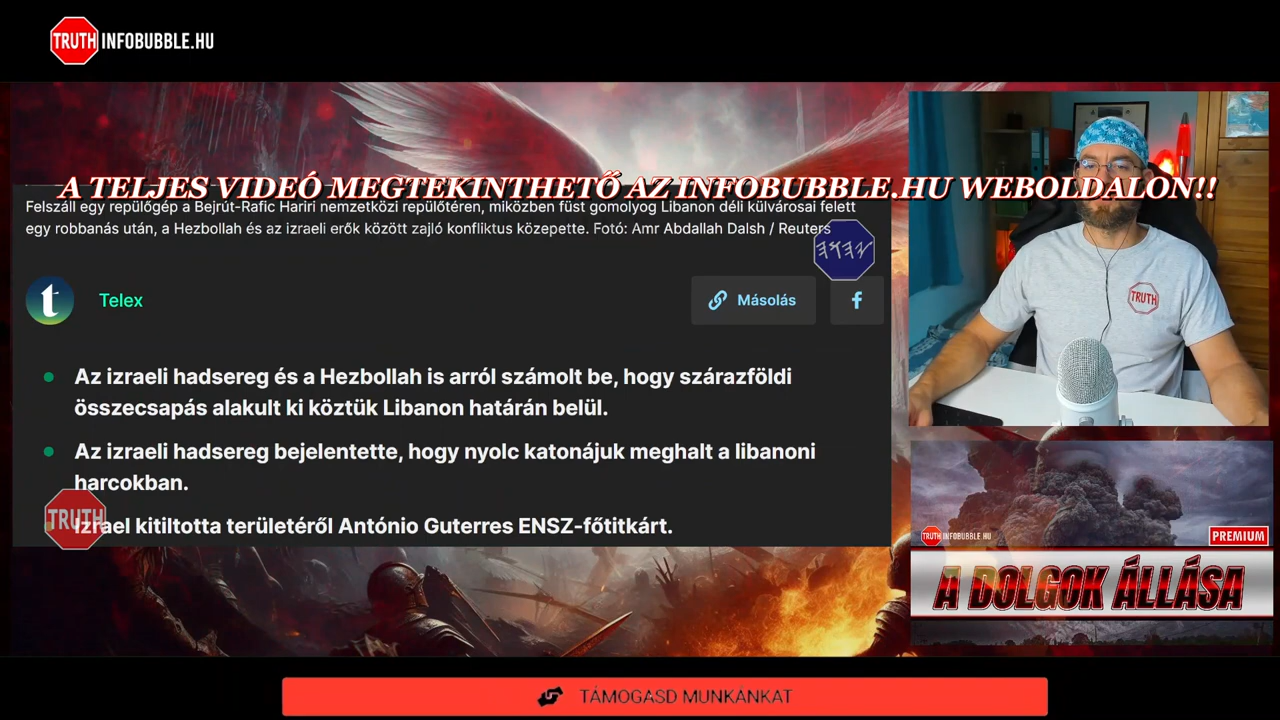 TRUTH INFOBUBBLE.HU
A TELJES VIDEÓ MEGTEKINTHETŐ AZ INFOBUBBLE.HU WEBOLDALON!!
Felszáll egy repülőgép a Bejrút-Rafic Hariri nemzetközi repülőtéren, miközben füst gomolyog Libanon déli külvárosai felett
egy robbanás után, a Hezbollah és az izraeli erők között zajló konfliktus közepette. Fotó: Amr Abdallah Dalsh / Reuters
𐤉𐤄𐤅𐤄
t Telex
Másolás
f
TRUTH
Az izraeli hadsereg és a Hezbollah is arról számolt be, hogy szárazföldi
összecsapás alakult ki köztük Libanon határán belül.
Az izraeli hadsereg bejelentette, hogy nyolc katonájuk meghalt a libanoni
harcokban.
TRUTH
Izrael kitiltotta területéről António Guterres ENSZ-főtitkárt.
TRUTH INFOBUBBLE.HU
PREMIUM
A DOLGOK ÁLLÁSA
TÁMOGASD MUNKÁNKAT